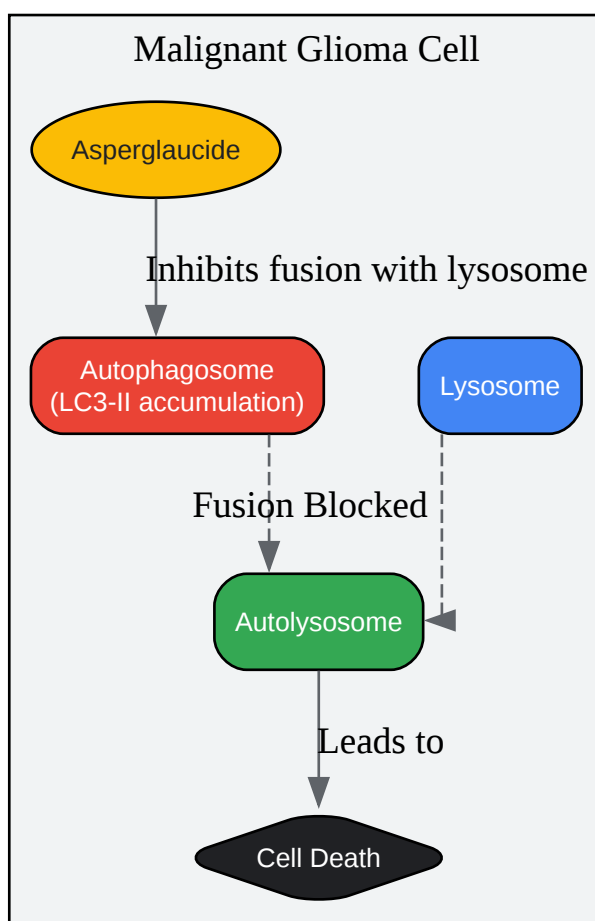 Malignant Glioma Cell
Asperglaucide
Inhibits fusion with lysosome
Autophagosome
(LC3-II accumulation)
Lysosome
Fusion Blocked
Autolysosome
Leads to
Cell Death